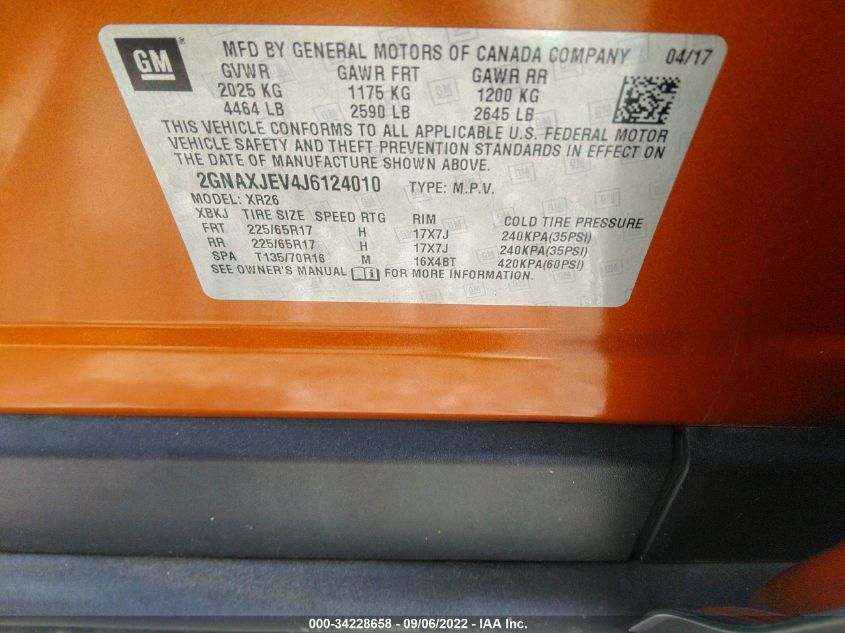 GM ®
MFD BY GENERAL MOTORS OF CANADA COMPANY 04/17
GVWR GAWR FRT GAWR RR
2025 KG 1175 KG 1200 KG
4464 LB 2590 LB 2645 LB
THIS VEHICLE CONFORMS TO ALL APPLICABLE U.S. FEDERAL MOTOR
VEHICLE SAFETY AND THEFT PREVENTION STANDARDS IN EFFECT ON
THE DATE OF MANUFACTURE SHOWN ABOVE.
2GNAXJEV4J6124010 TYPE: M.P.V.
MODEL: XR26
XBKJ TIRE SIZE SPEED RTG RIM COLD TIRE PRESSURE
FRT 225/65R17 H 17X7J 240KPA(35PSI)
RR 225/65R17 H 17X7J 240KPA(35PSI)
SPA T135/70R16 M 16X4BT 420KPA(60PSI)
SEE OWNER'S MANUAL FOR MORE INFORMATION.
000-34228658 - 09/06/2022 - IAA Inc.